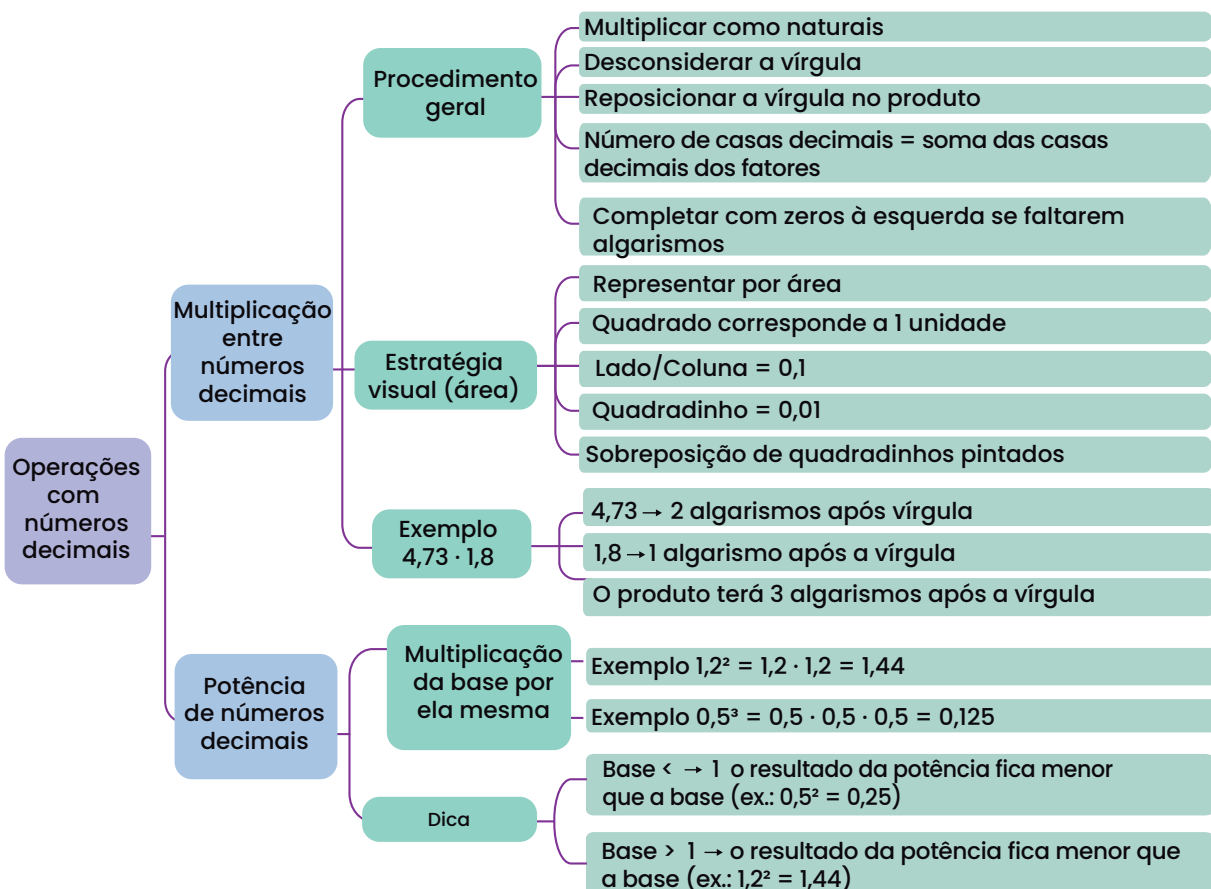 Operações
com
números
decimais
Multiplicação
entre
números
decimais
Procedimento
geral
Multiplicar como naturais
Desconsiderar a vírgula
Reposicionar a vírgula no produto
Número de casas decimais = soma das casas
decimais dos fatores
Completar com zeros à esquerda se faltarem
algarismos
Estratégia
visual (área)
Representar por área
Quadrado corresponde a 1 unidade
Lado/Coluna = 0,1
Quadradinho = 0,01
Sobreposição de quadradinhos pintados
Exemplo
4,73 · 1,8
4,73 → 2 algarismos após vírgula
1,8 → 1 algarismo após a vírgula
O produto terá 3 algarismos após a vírgula
Potência
de números
decimais
Multiplicação
da base por
ela mesma
Exemplo 1,2² = 1,2 · 1,2 = 1,44
Exemplo 0,5³ = 0,5 · 0,5 · 0,5 = 0,125
Dica
Base < → 1 o resultado da potência fica menor
que a base (ex.: 0,5² = 0,25)
Base > 1 → o resultado da potência fica menor que
a base (ex.: 1,2² = 1,44)